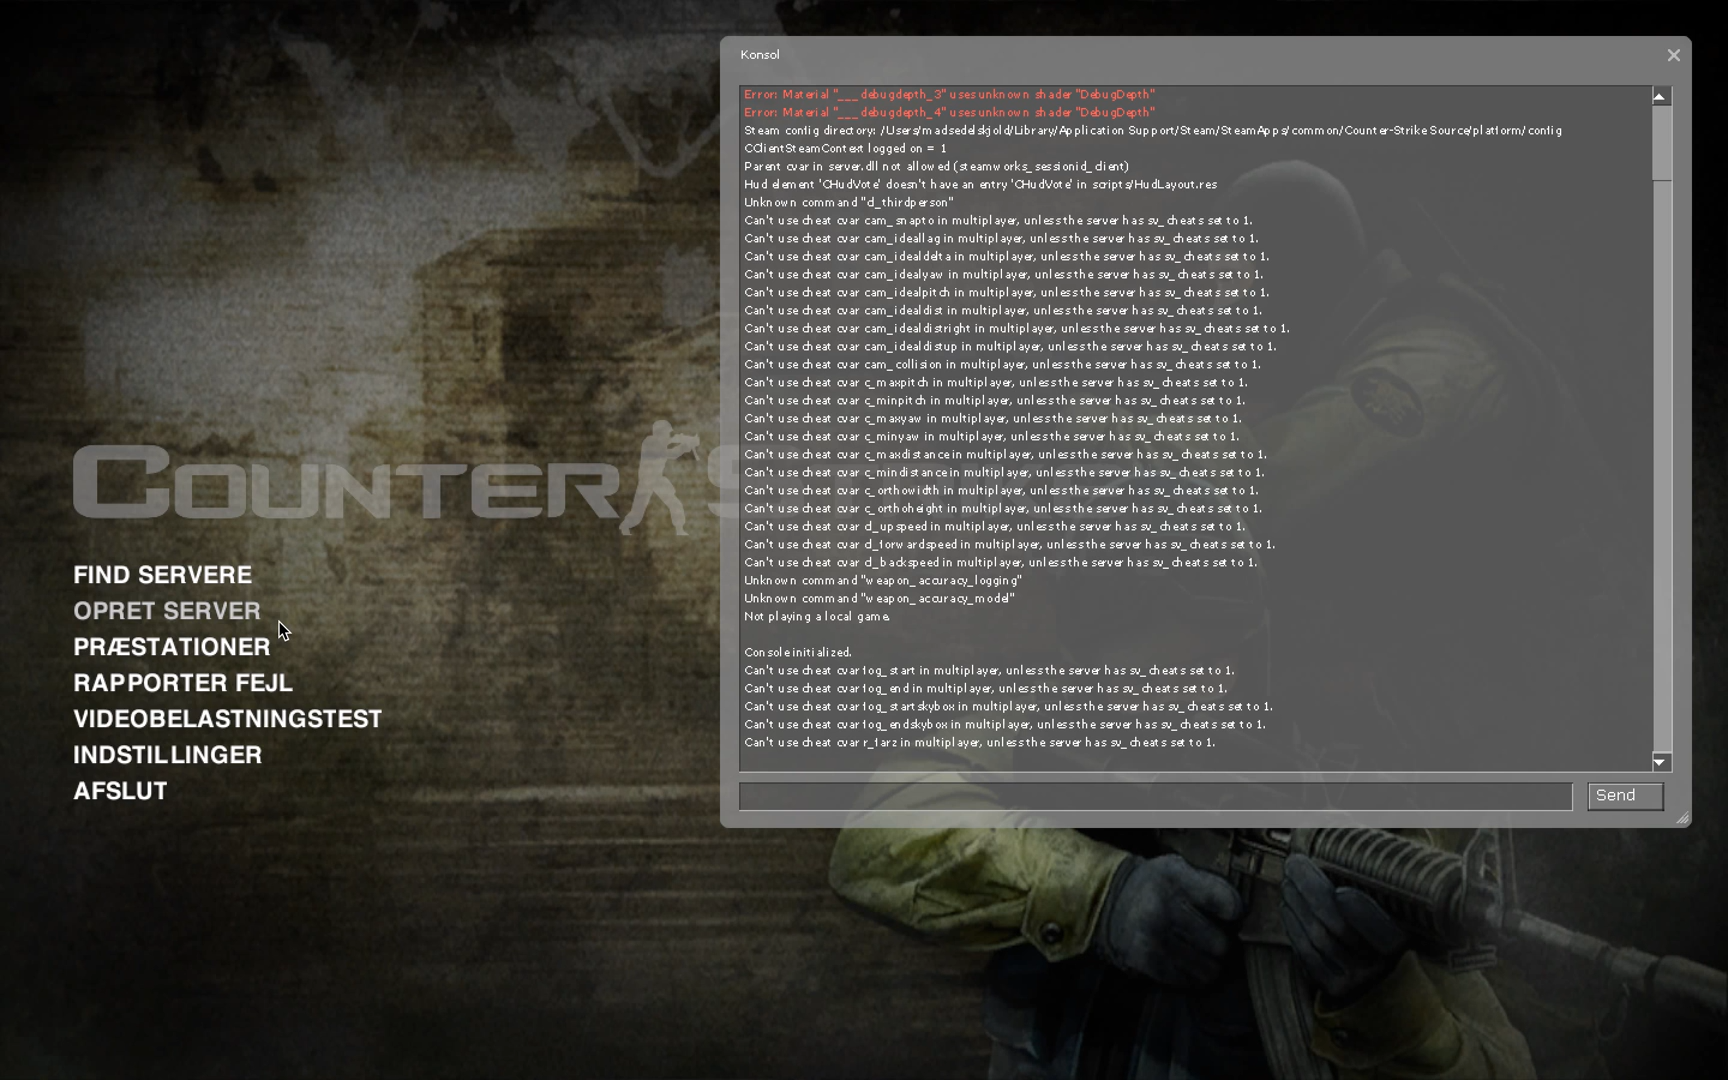 Konsol
Error: Material "___debugdepth_3" uses unknown shader "DebugDepth"
Error: Material "___debugdepth_4" uses unknown shader "DebugDepth"
Steam config directory: /Users/madsedelskjold/Library/Application Support/Steam/SteamApps/common/Counter-Strike Source/platform/config
CClientSteamContext logged on = 1
Parent cvar in server.dll not allowed (steamworks_sessionid_client)
Hud element 'CHudVote' doesn't have an entry 'CHudVote' in scripts/HudLayout.res
Unknown command "d_thirdperson"
Can't use cheat cvar cam_snapto in multiplayer, unless the server has sv_cheats set to 1.
Can't use cheat cvar cam_ideallag in multiplayer, unless the server has sv_cheats set to 1.
Can't use cheat cvar cam_idealdelta in multiplayer, unless the server has sv_cheats set to 1.
Can't use cheat cvar cam_idealyaw in multiplayer, unless the server has sv_cheats set to 1.
Can't use cheat cvar cam_idealpitch in multiplayer, unless the server has sv_cheats set to 1.
Can't use cheat cvar cam_idealdist in multiplayer, unless the server has sv_cheats set to 1.
Can't use cheat cvar cam_idealdistright in multiplayer, unless the server has sv_cheats set to 1.
Can't use cheat cvar cam_idealdistup in multiplayer, unless the server has sv_cheats set to 1.
Can't use cheat cvar cam_collision in multiplayer, unless the server has sv_cheats set to 1.
Can't use cheat cvar c_maxpitch in multiplayer, unless the server has sv_cheats set to 1.
Can't use cheat cvar c_minpitch in multiplayer, unless the server has sv_cheats set to 1.
Can't use cheat cvar c_maxyaw in multiplayer, unless the server has sv_cheats set to 1.
Can't use cheat cvar c_minyaw in multiplayer, unless the server has sv_cheats set to 1.
Can't use cheat cvar c_maxdistance in multiplayer, unless the server has sv_cheats set to 1.
Can't use cheat cvar c_mindistance in multiplayer, unless the server has sv_cheats set to 1.
Can't use cheat cvar c_orthowidth in multiplayer, unless the server has sv_cheats set to 1.
Can't use cheat cvar c_orthoheight in multiplayer, unless the server has sv_cheats set to 1.
Can't use cheat cvar cl_upspeed in multiplayer, unless the server has sv_cheats set to 1.
Can't use cheat cvar cl_forwardspeed in multiplayer, unless the server has sv_cheats set to 1.
Can't use cheat cvar cl_backspeed in multiplayer, unless the server has sv_cheats set to 1.
Unknown command "weapon_accuracy_logging"
Unknown command "weapon_accuracy_model"
Not playing a local game.
Console initialized.
Can't use cheat cvar fog_start in multiplayer, unless the server has sv_cheats set to 1.
Can't use cheat cvar fog_end in multiplayer, unless the server has sv_cheats set to 1.
Can't use cheat cvar fog_startskybox in multiplayer, unless the server has sv_cheats set to 1.
Can't use cheat cvar fog_endskybox in multiplayer, unless the server has sv_cheats set to 1.
Can't use cheat cvar r_farz in multiplayer, unless the server has sv_cheats set to 1.
Send
COUNTER
FIND SERVERE
OPRET SERVER
PRÆSTATIONER
RAPPORTER FEJL
VIDEOBELASTNINGSTEST
INDSTILLINGER
AFSLUT